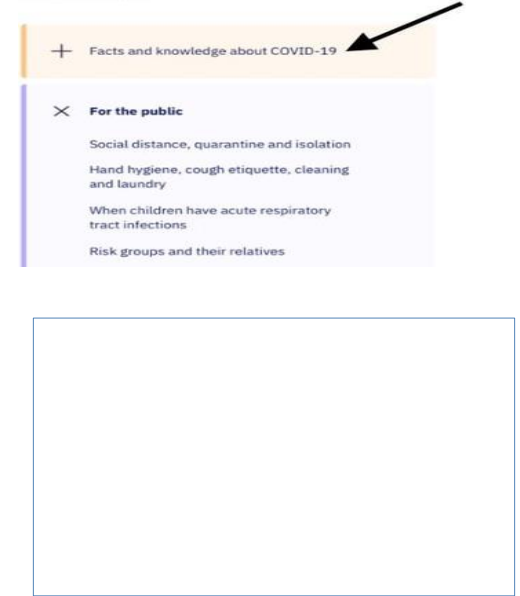 Facts and knowledge about COVID-19
For the public
Social distance, quarantine and isolation
Hand hygiene, cough etiquette, cleaning
and laundry
When children have acute respiratory
tract infections
Risk groups and their relatives